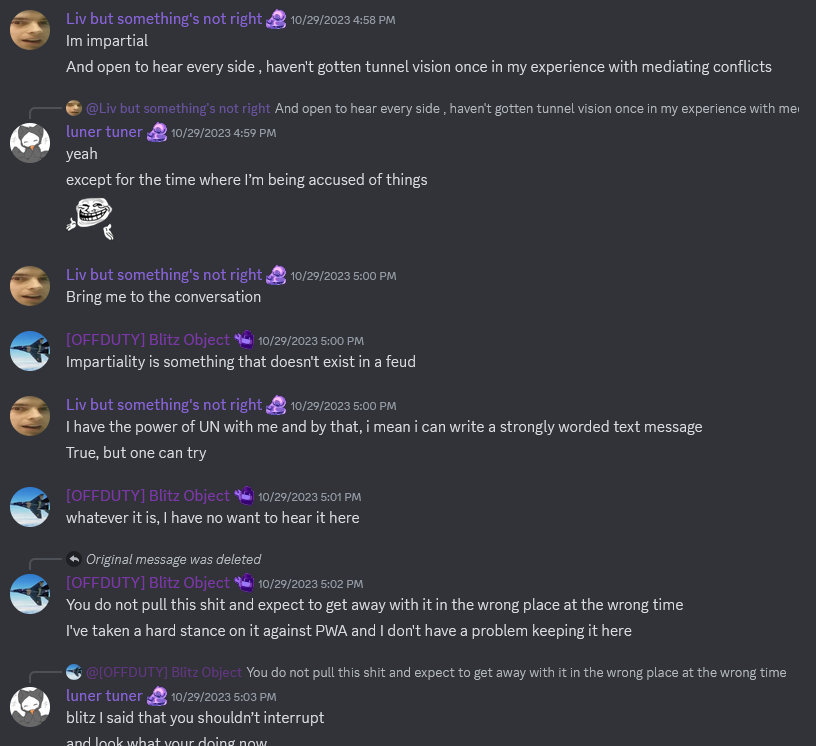 Liv but something's not right 10/29/2023 4:58 PM
Im impartial
And open to hear every side , haven't gotten tunnel vision once in my experience with mediating conflicts
@Liv but something's not right And open to hear every side , haven't gotten tunnel vision once in my experience with me
luner tuner 10/29/2023 4:59 PM
yeah
except for the time where I'm being accused of things
Liv but something's not right 10/29/2023 5:00 PM
Bring me to the conversation
[OFFDUTY] Blitz Object 10/29/2023 5:00 PM
Impartiality is something that doesn't exist in a feud
Liv but something's not right 10/29/2023 5:00 PM
I have the power of UN with me and by that, i mean i can write a strongly worded text message
True, but one can try
[OFFDUTY] Blitz Object 10/29/2023 5:01 PM
whatever it is, I have no want to hear it here
Original message was deleted
[OFFDUTY] Blitz Object 10/29/2023 5:02 PM
You do not pull this shit and expect to get away with it in the wrong place at the wrong time
I've taken a hard stance on it against PWA and I don't have a problem keeping it here
@[OFFDUTY] Blitz Object You do not pull this shit and expect to get away with it in the wrong place at the wrong time
luner tuner 10/29/2023 5:03 PM
blitz I said that you shouldn't interrupt
and look what your doing now